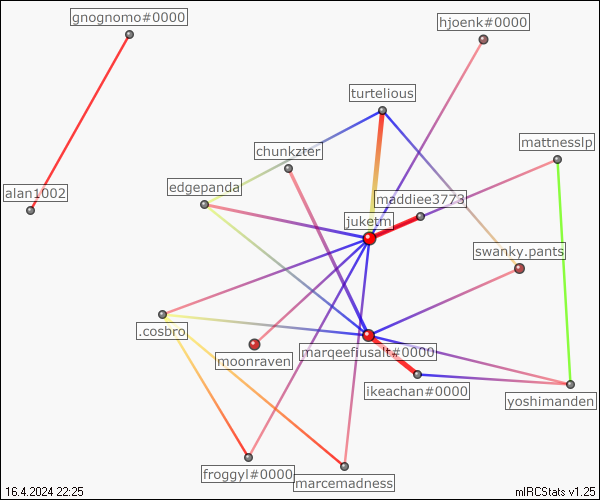 gnognomo#0000
hjoenk#0000
turtelious
mattnesslp
chunkzter
edgepanda
alan1002
maddiee3773
juketm
swanky.pants
.cosbro
moonraven
marqeefiusalt#0000
ikeachan#0000
yoshimanden
froggyl#0000
marcemadness
16.4.2024 22:25
mIRCStats v1.25